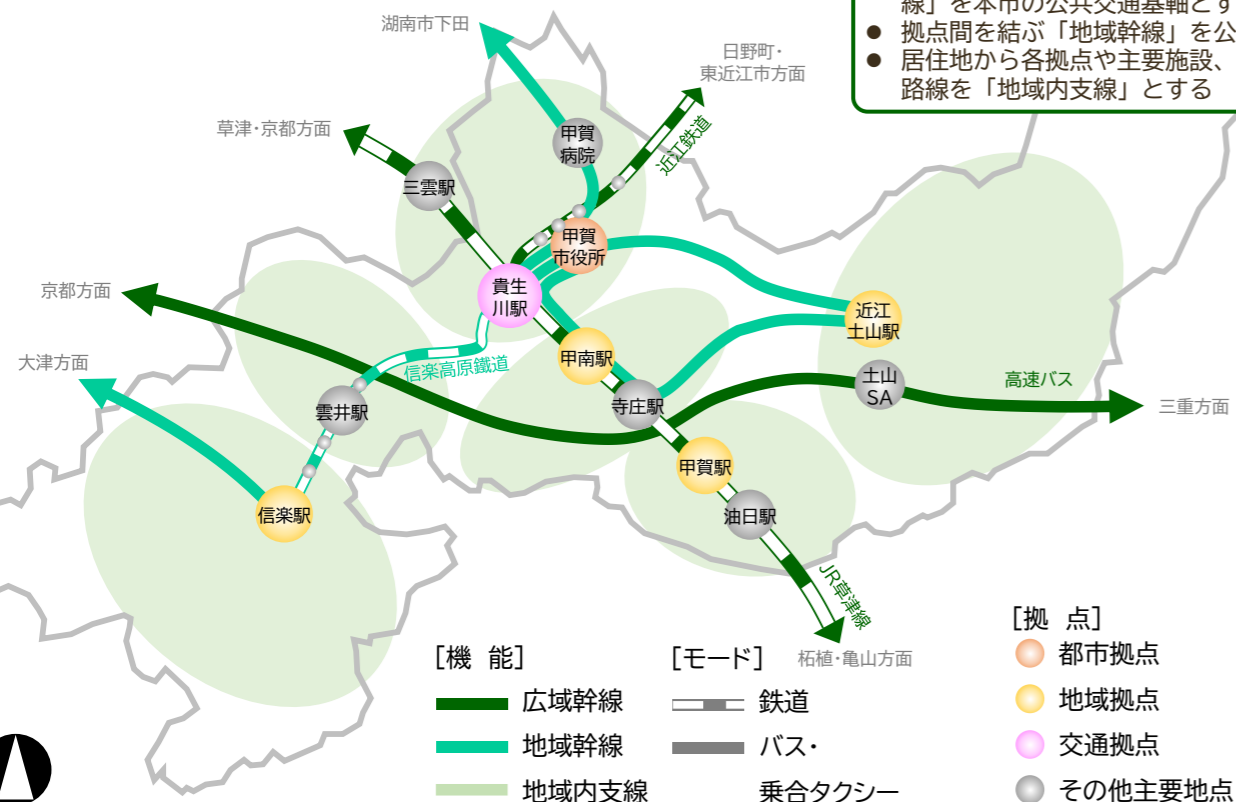 線」を本市の公共交通基軸とす
● 拠点間を結ぶ「地域幹線」を公
● 居住地から各拠点や主要施設、
路線を「地域内支線」とする
湖南市下田
日野町・
東近江市方面
草津・京都方面
甲賀
病院
近江鉄道
三雲駅
甲賀
市役所
貴生
川駅
京都方面
近江
土山駅
大津方面
信楽高原鐵道
甲南駅
土山
SA
高速バス
雲井駅
寺庄駅
三重方面
甲賀駅
信楽駅
油日駅
JR草津線
柘植・亀山方面
[機 能]
広域幹線
地域幹線
地域内支線
[モード]
鉄道
バス・
乗合タクシー
[拠 点]
都市拠点
地域拠点
交通拠点
その他主要地点